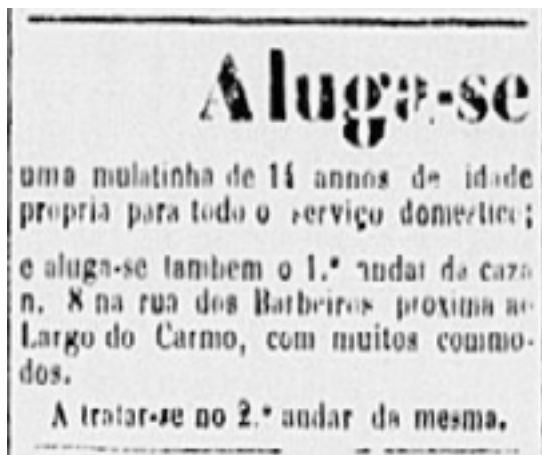 Aluga-se
uma mulatinha de 14 annos de idade
propria para todo o serviço domestico;
e aluga-se tambem o 1.º andar da caza
n. 8 na rua dos Barbeiros proxima ao
Largo do Carmo, com muitos commo-
dos.
A tratar-se no 2.º andar da mesma.